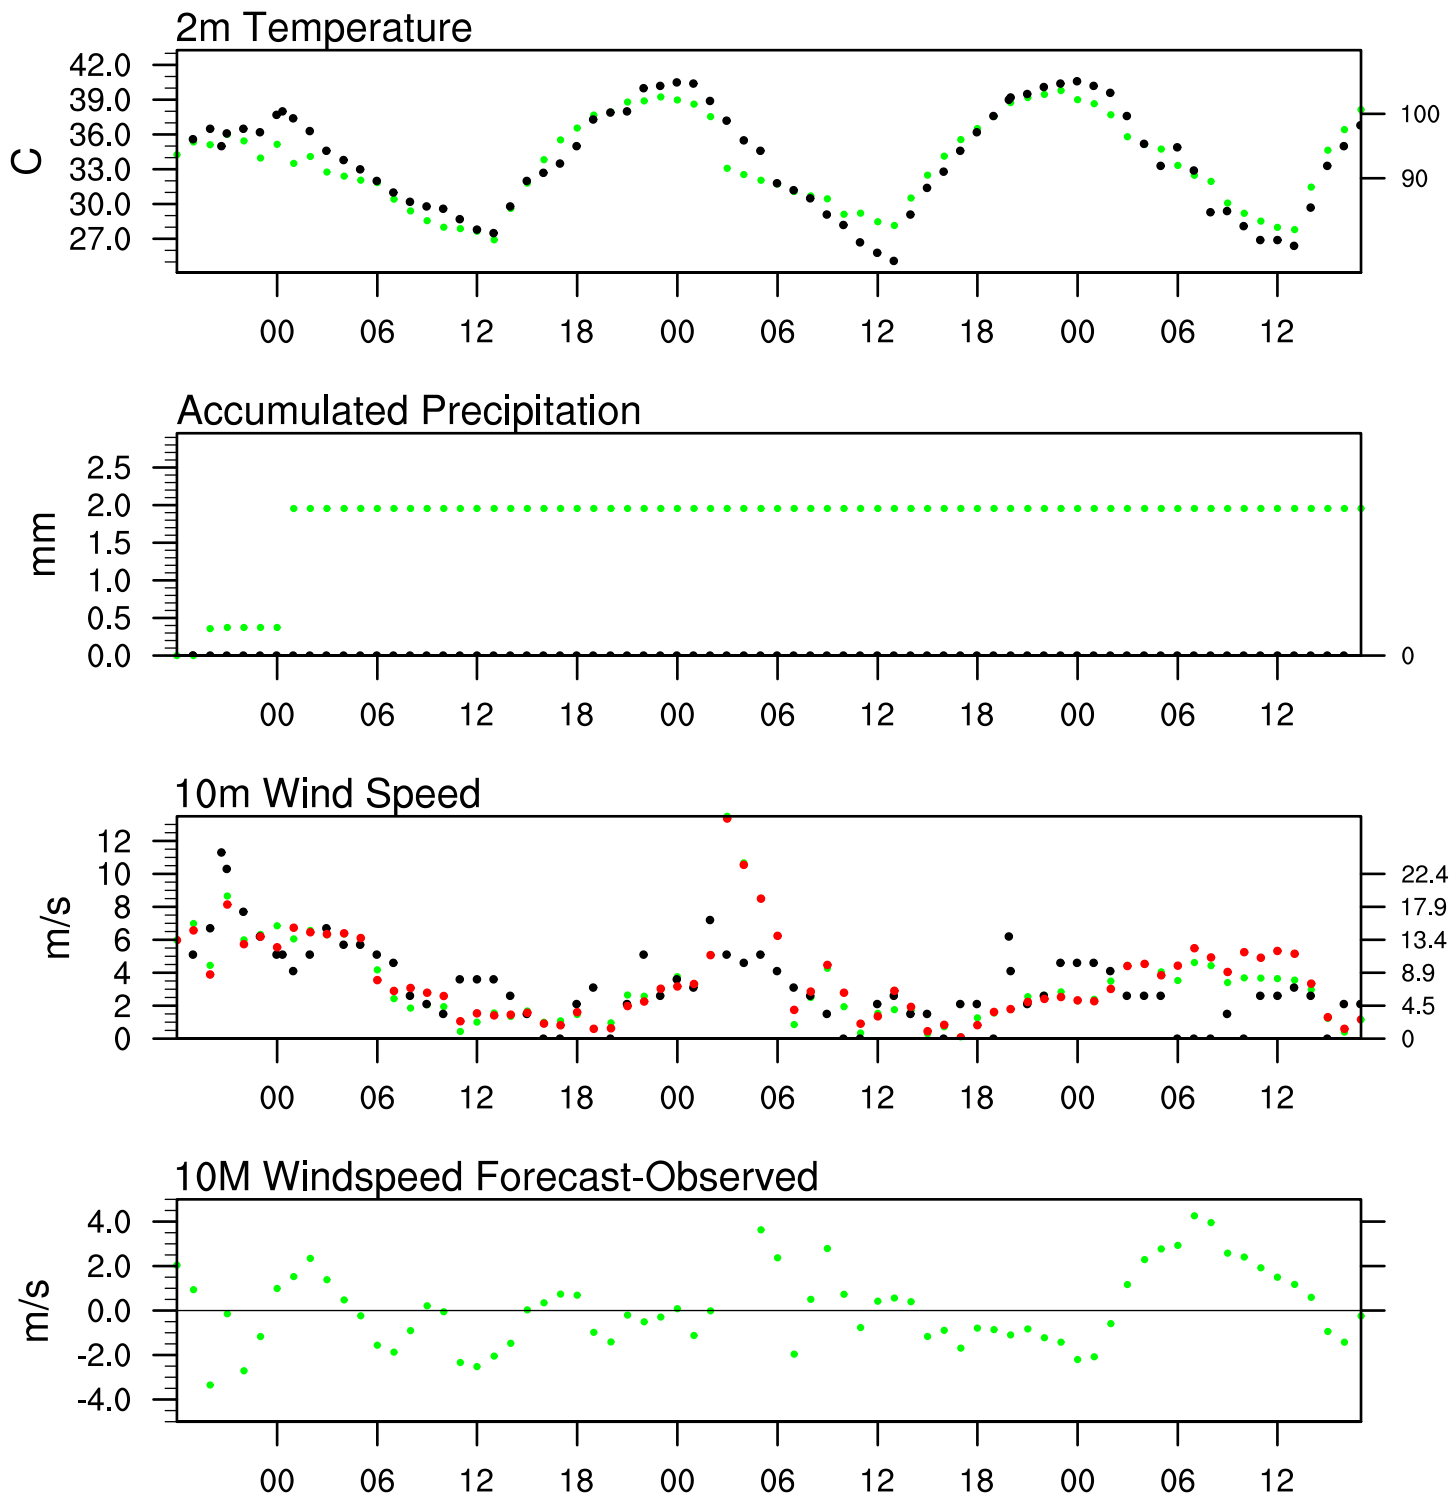 2m Temperature
42.0
39.0
36.0
33.0
30.0
27.0
C
100
90
00 06 12 18 00 06 12 18 00 06 12
Accumulated Precipitation
2.5
2.0
1.5
1.0
0.5
0.0
mm
0
00 06 12 18 00 06 12 18 00 06 12
10m Wind Speed
12
10
8
6
4
2
0
m/s
22.4
17.9
13.4
8.9
4.5
0
00 06 12 18 00 06 12 18 00 06 12
10M Windspeed Forecast-Observed
4.0
2.0
0.0
-2.0
-4.0
m/s
00 06 12 18 00 06 12 18 00 06 12